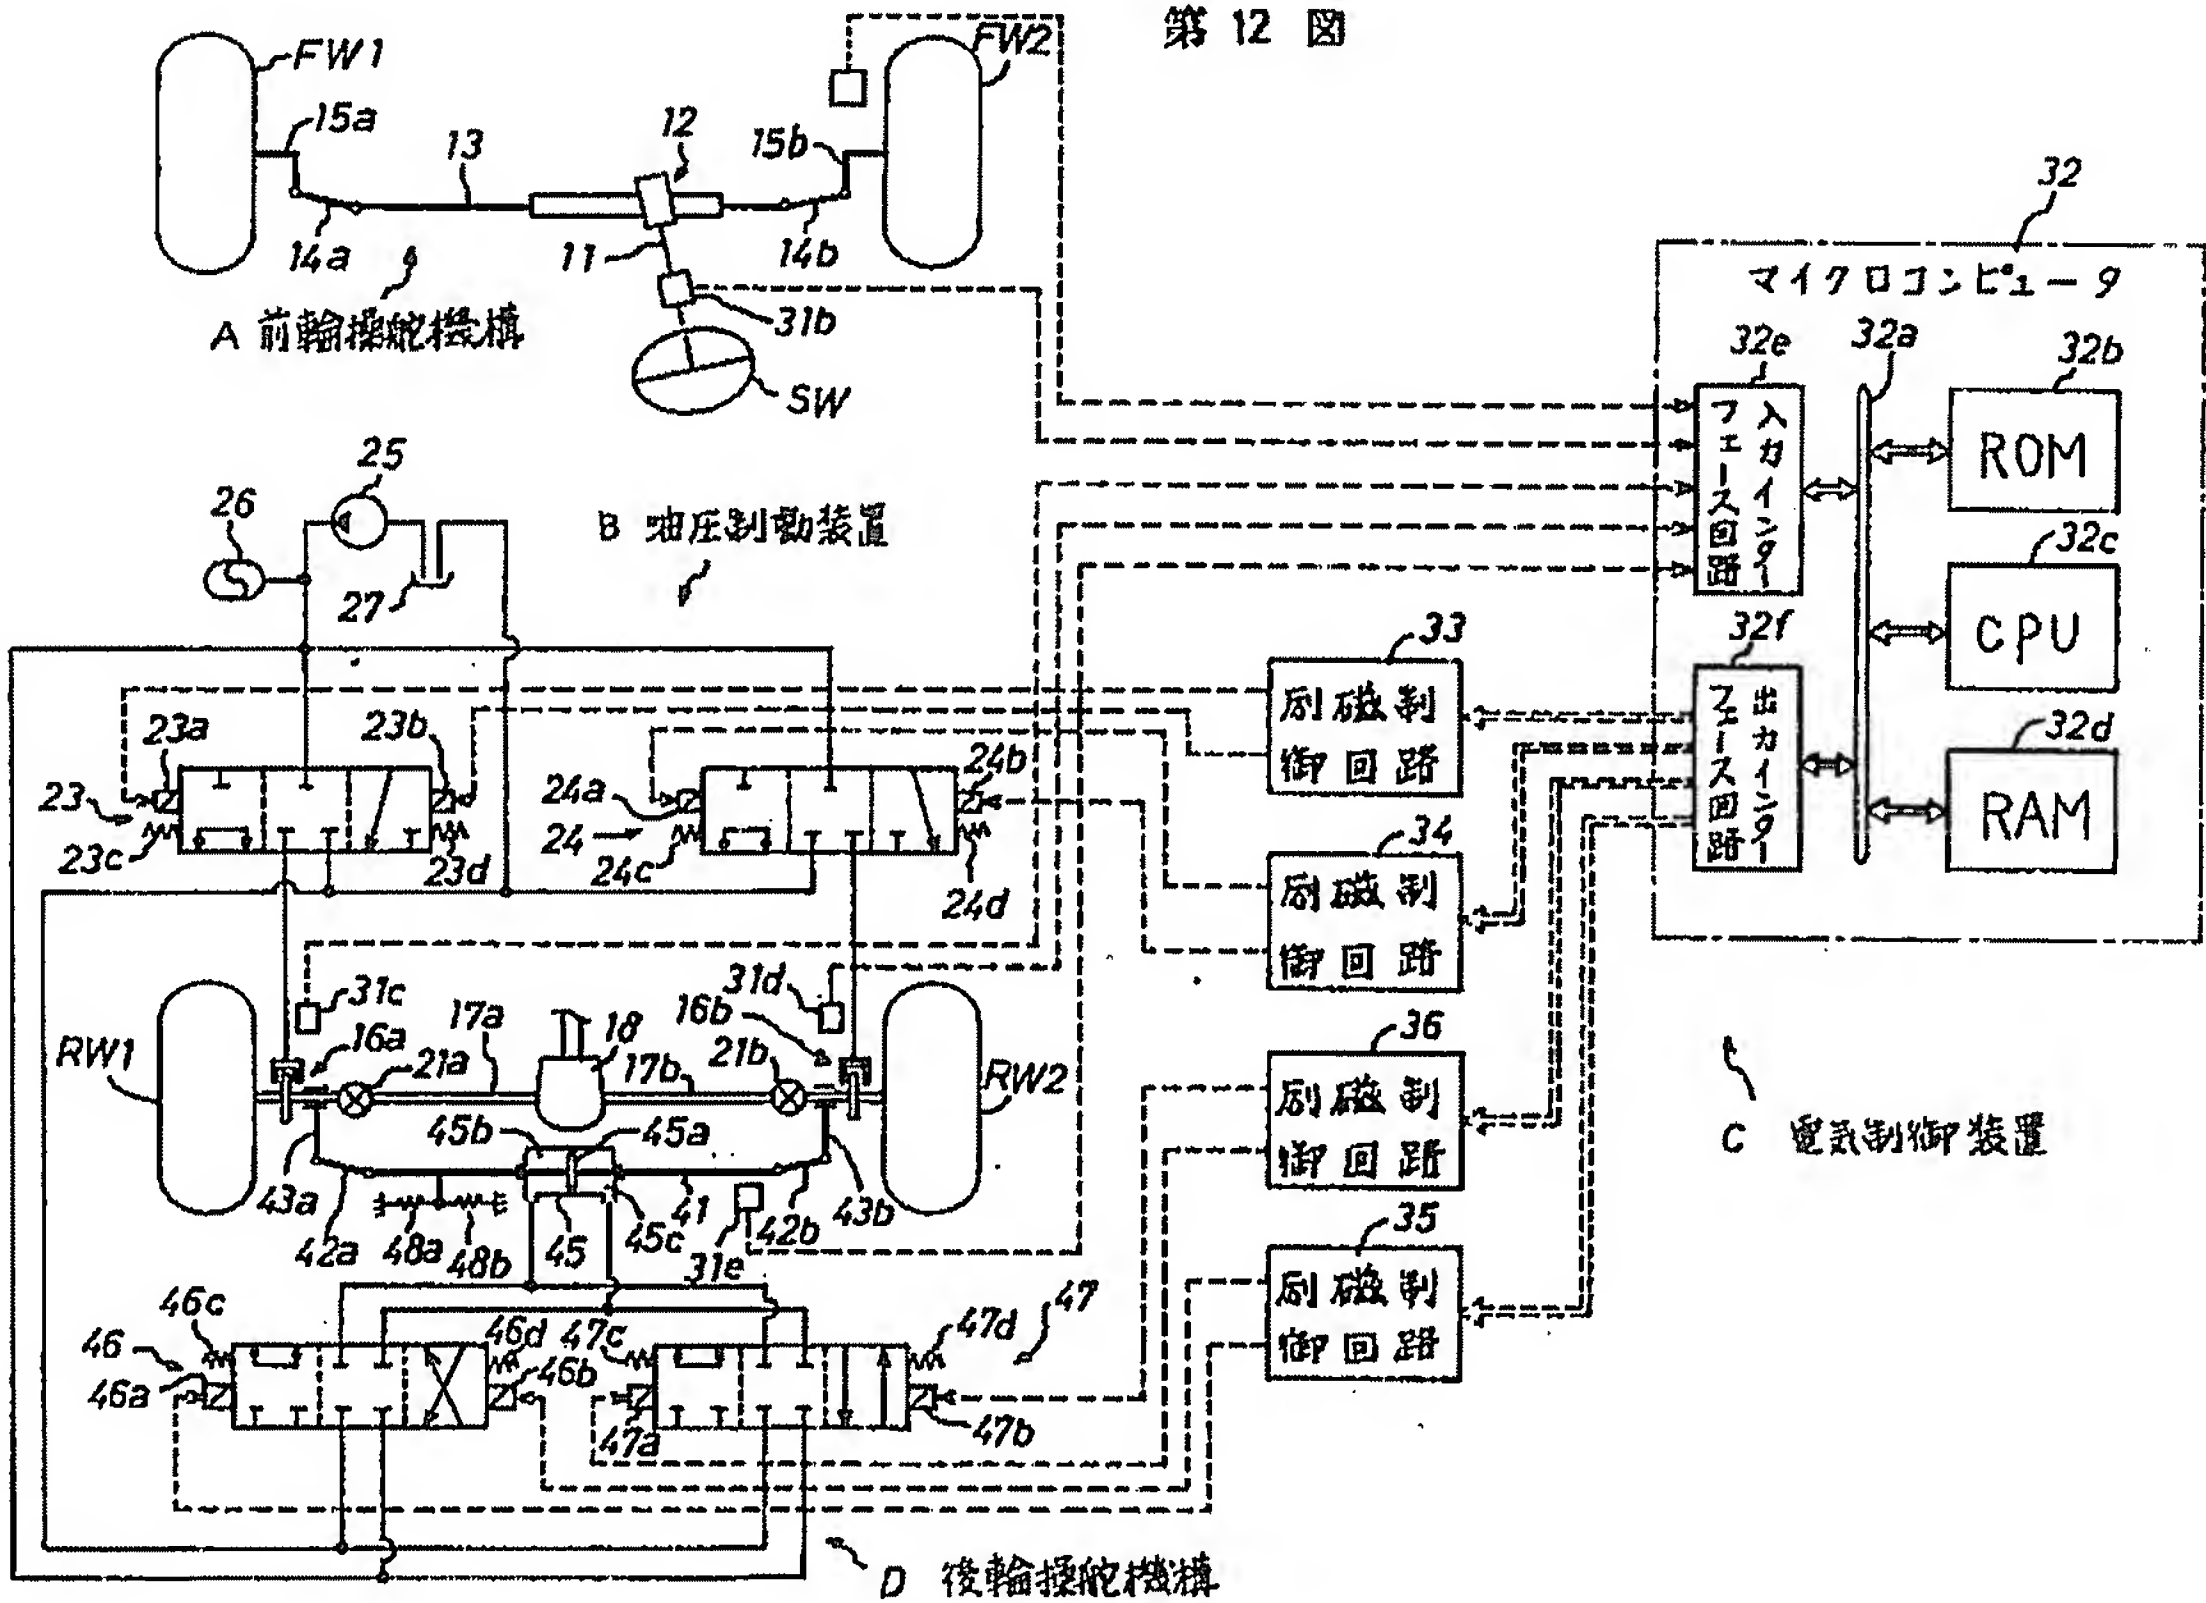 第12図
FW1
FW2
15a
13
12
15b
14a
11
14b
A 前輪操舵機構
31b
SW
32
マイクロコンピュータ
32e
32a
32b
入力インター
フェース回路
ROM
32c
CPU
32f
出力インター
フェース回路
32d
RAM
25
26
27
B 油圧制動装置
33
励磁制
御回路
23a
23b
23
23c
23d
24a
24b
24
24c
24d
34
励磁制
御回路
31c
31d
16b
17a
18
16a
21a
17b
21b
RW1
RW2
36
励磁制
御回路
C 電気制御装置
45b
45a
43a
42a
48a
48b
45
45c
41
31e
42b
43b
35
励磁制
御回路
46c
46
46a
46d
46b
47c
47a
47d
47
47b
D 後輪操舵機構